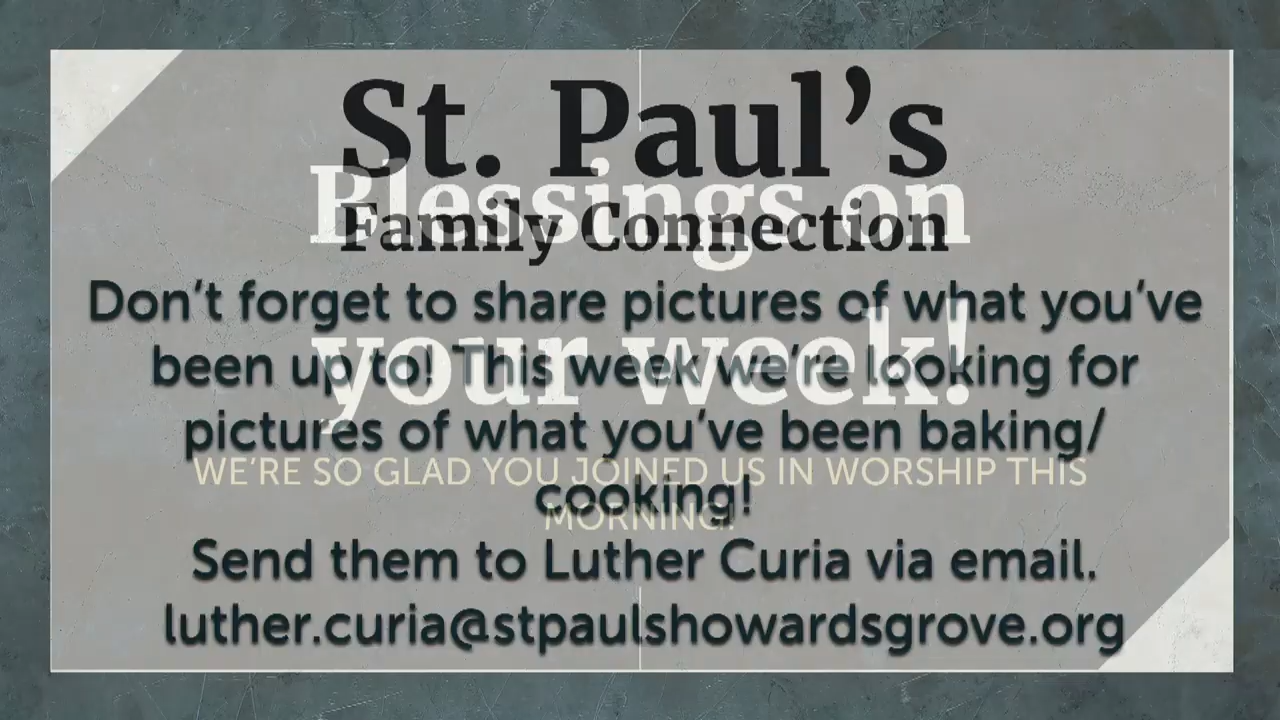 St. Paul’s
Blessings on
Family Connection
Don’t forget to share pictures of what you’ve
your week!
been up to! This week we’re looking for
pictures of what you’ve been baking/
WE’RE SO GLAD YOU JOINED US IN WORSHIP THIS
cooking!
MORNING!
Send them to Luther Curia via email.
luther.curia@stpaulshowardsgrove.org